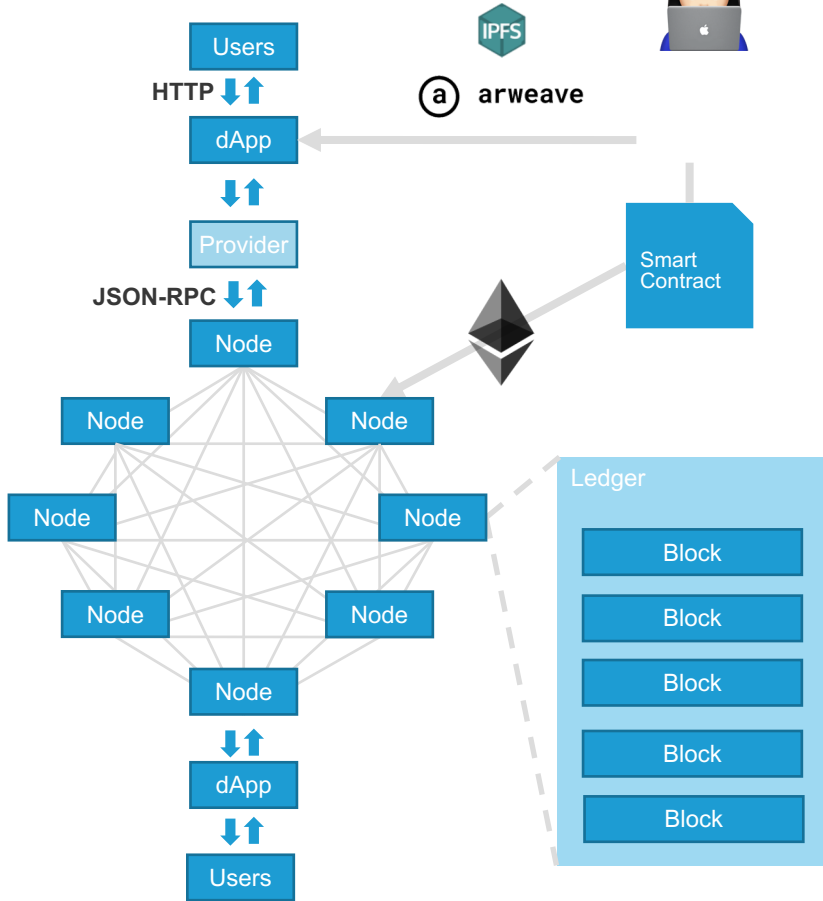 Users
IPFS
HTTP
a arweave
dApp
Provider
Smart
Contract
JSON-RPC
Node
Node
Node
Node
Node
Node
Node
Node
dApp
Users
Ledger
Block
Block
Block
Block
Block